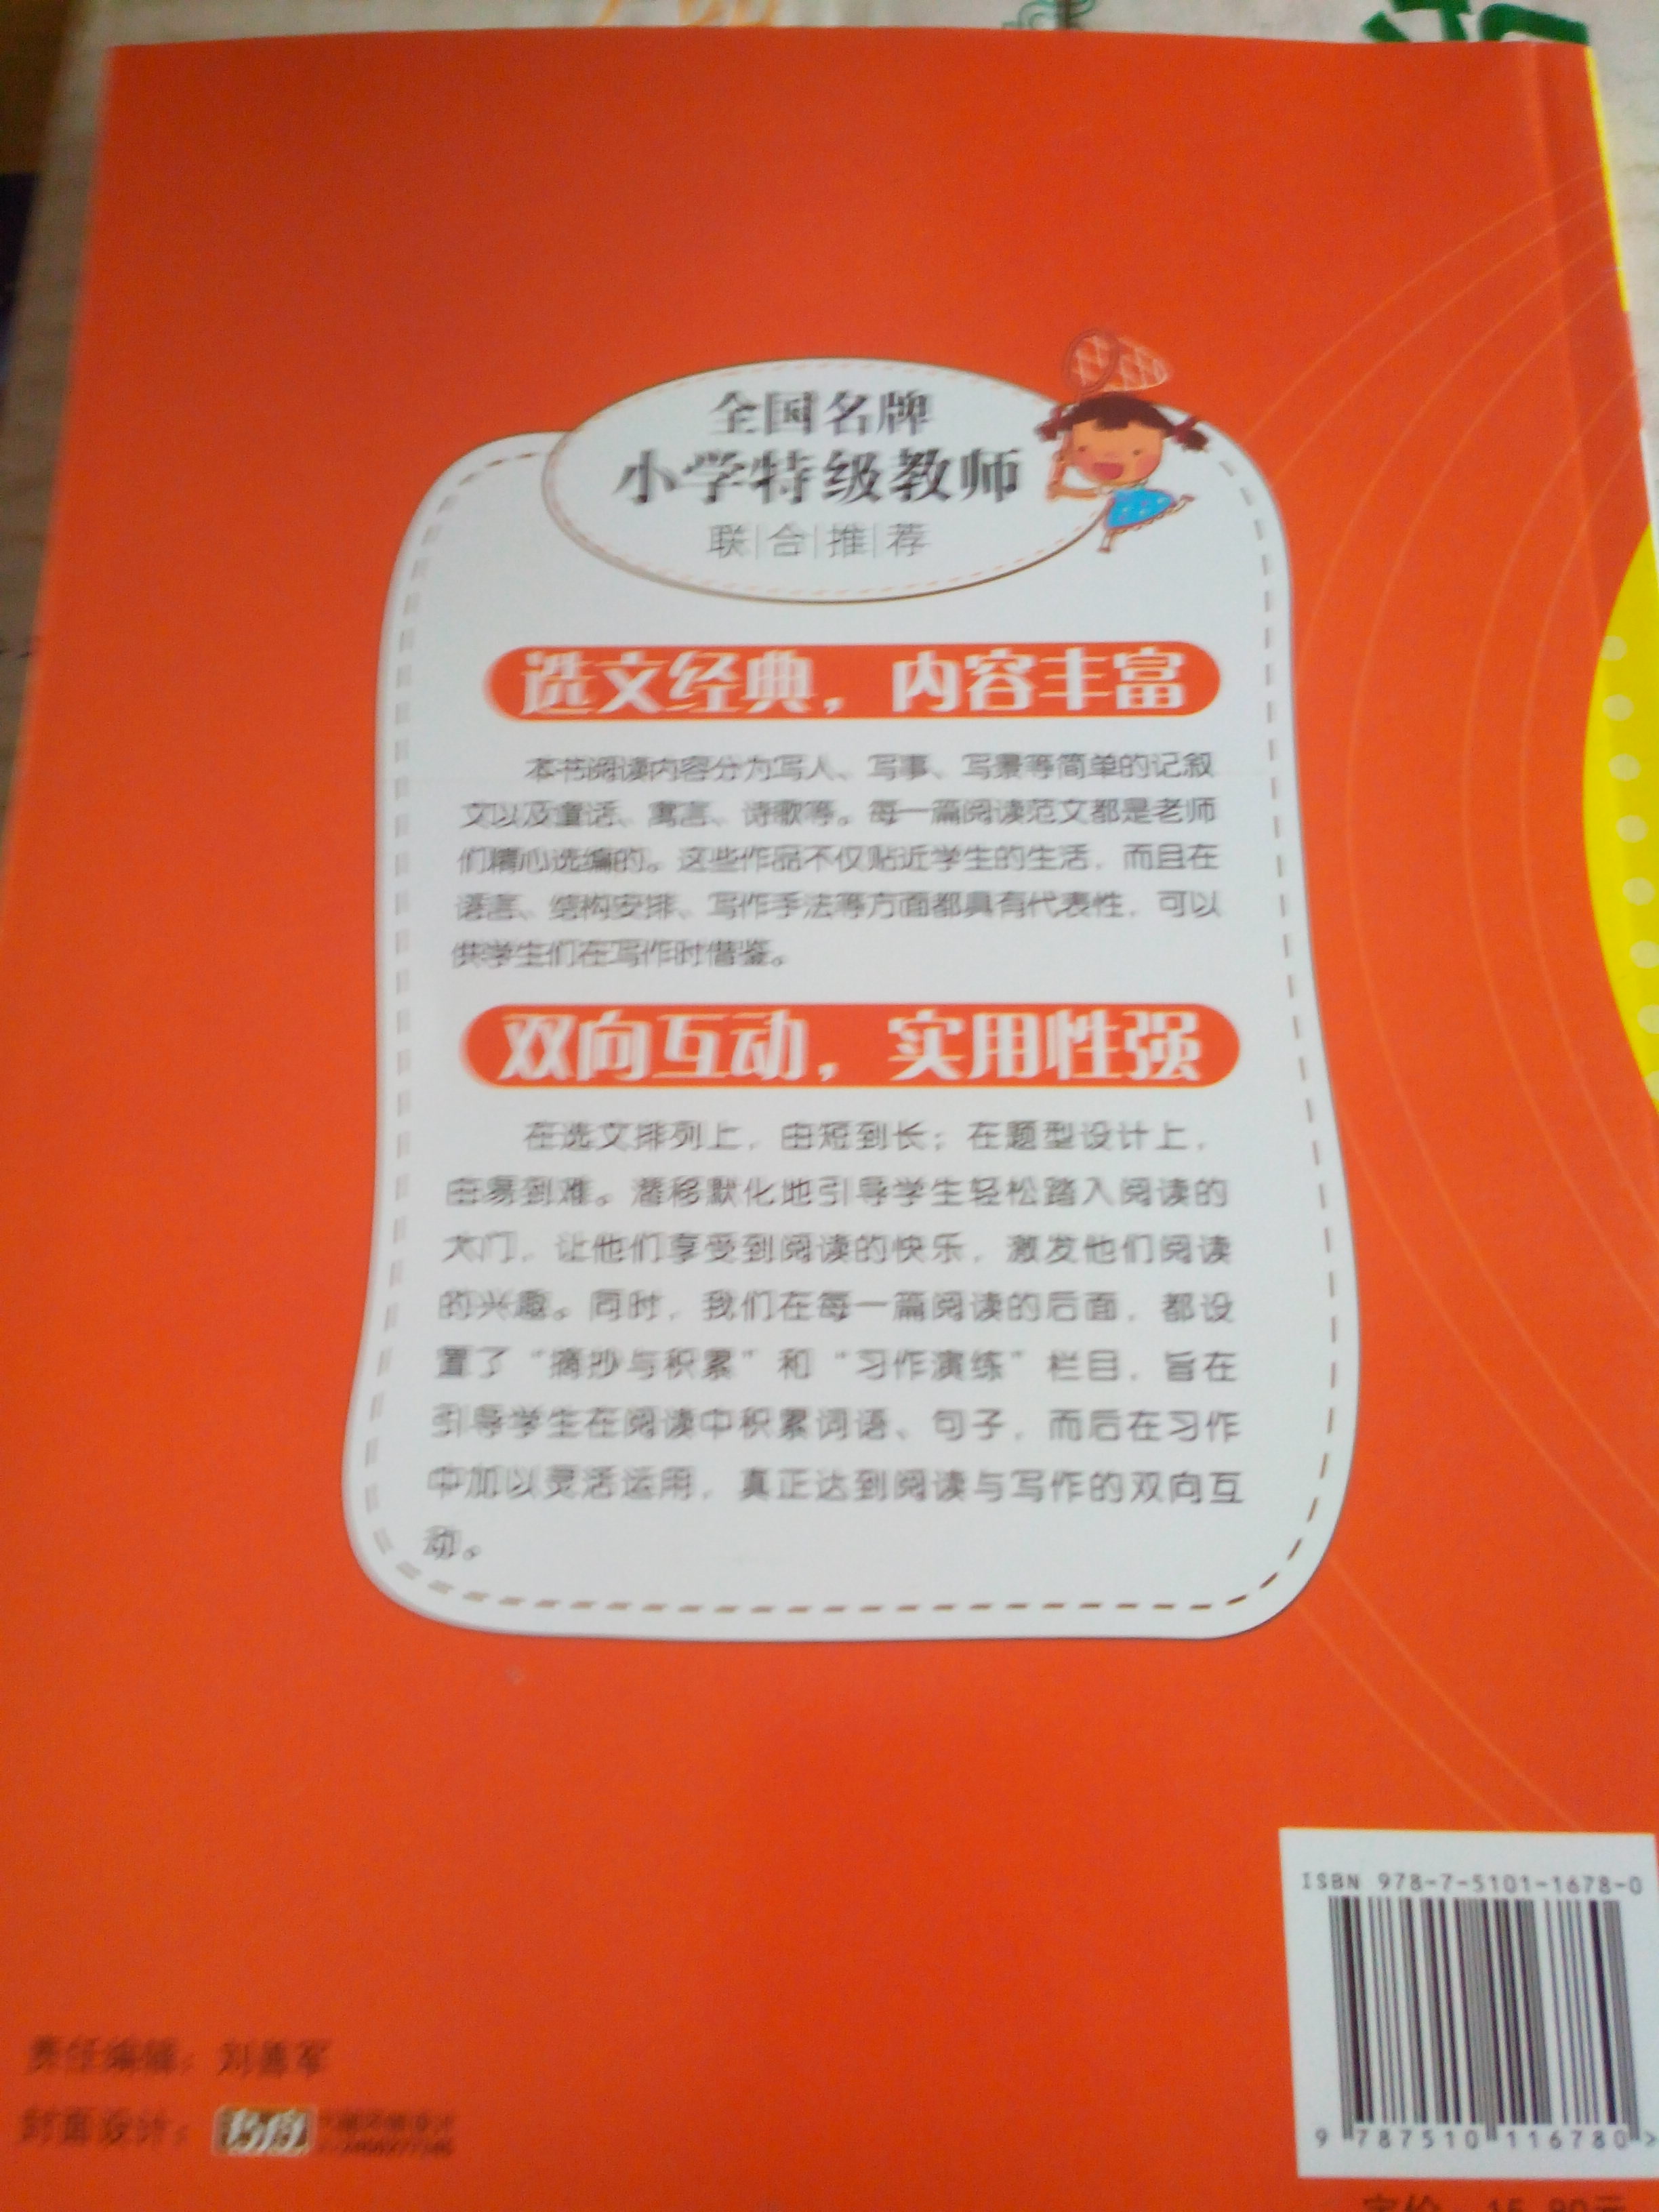 全国名牌
小学特级教师
联|合|推|荐
选文经典，内容丰富
本书阅读内容分为写人、写事、写景等简单的记叙
文以及童话、寓言、诗歌等。每一篇阅读范文都是老师
们精心选编的。这些作品不仅贴近学生的生活，而且在
语言、结构安排、写作手法等方面都具有代表性，可以
供学生们在写作时借鉴。
双向互动，实用性强
在选文排列上，由短到长；在题型设计上，
由易到难。潜移默化地引导学生轻松踏入阅读的
大门，让他们享受到阅读的快乐，激发他们阅读
的兴趣。同时，我们在每一篇阅读的后面，都设
置了“摘抄与积累”和“习作演练”栏目，旨在
引导学生在阅读中积累词语、句子，而后在习作
中加以灵活运用，真正达到阅读与写作的双向互
动。
ISBN 978-7-5101-1678-0
9 787510 116780 >
责任编辑：
封面设计：
定价：15.80元